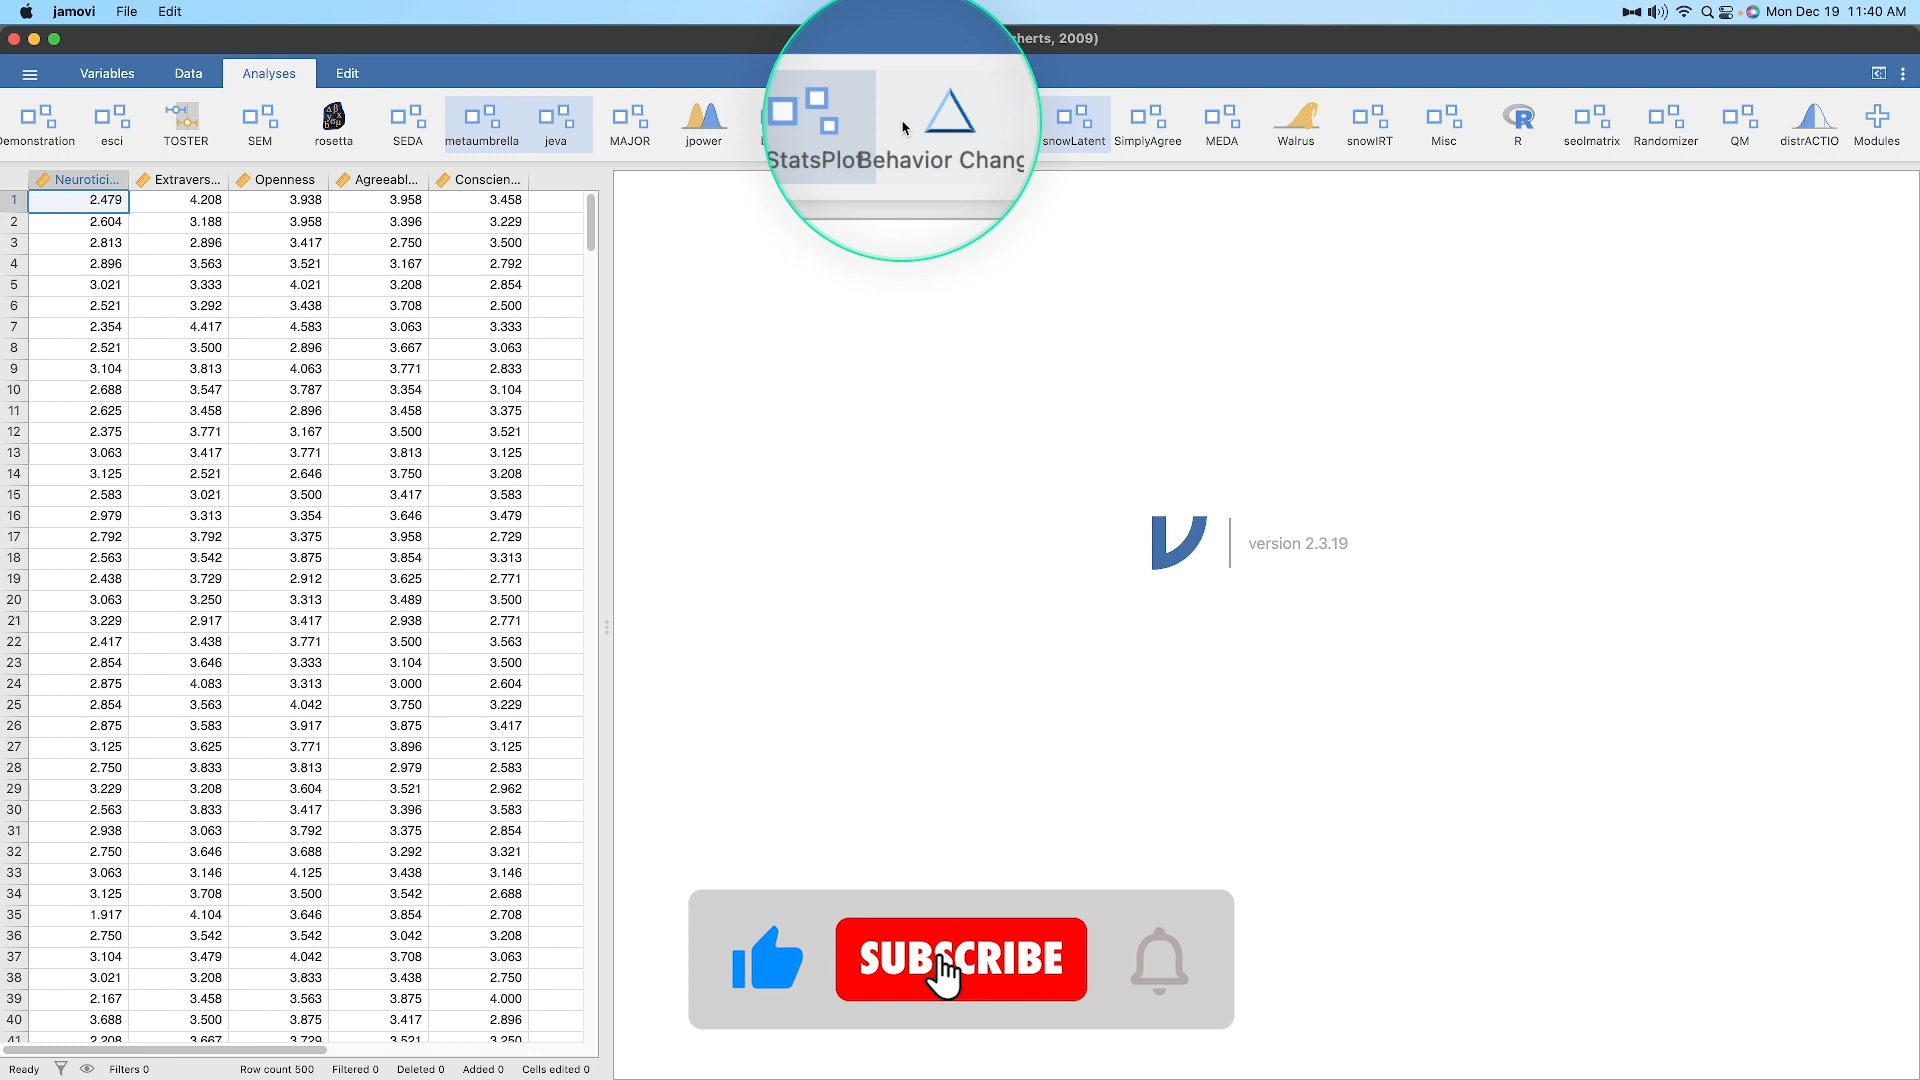 jamovi File Edit Mon Dec 19 11:40 AM
herts, 2009)
Variables Data Analyses Edit
emonstration esci TOSTER SEM rosetta SEDA metaumbrella jeva MAJOR jpower StatsPlot Behavior Chang snowLatent SimplyAgree MEDA Walrus snowIRT Misc R seolmatrix Randomizer QM distrACTIO Modules
Neurotici... Extravers... Openness Agreeabl... Conscien...
1 2.479 4.208 3.938 3.958 3.458
2 2.604 3.188 3.958 3.396 3.229
3 2.813 2.896 3.417 2.750 3.500
4 2.896 3.563 3.521 3.167 2.792
5 3.021 3.333 4.021 3.208 2.854
6 2.521 3.292 3.438 3.708 2.500
7 2.354 4.417 4.583 3.063 3.333
8 2.521 3.500 2.896 3.667 3.063
9 3.104 3.813 4.063 3.771 2.833
10 2.688 3.547 3.787 3.354 3.104
11 2.625 3.458 2.896 3.458 3.375
12 2.375 3.771 3.167 3.500 3.521
13 3.063 3.417 3.771 3.813 3.125
14 3.125 2.521 2.646 3.750 3.208
15 2.583 3.021 3.500 3.417 3.583
16 2.979 3.313 3.354 3.646 3.479
17 2.792 3.792 3.375 3.958 2.729
18 2.563 3.542 3.875 3.854 3.313
19 2.438 3.729 2.912 3.625 2.771
20 3.063 3.250 3.313 3.489 3.500
21 3.229 2.917 3.417 2.938 2.771
22 2.417 3.438 3.771 3.500 3.563
23 2.854 3.646 3.333 3.104 3.500
24 2.875 4.083 3.313 3.000 2.604
25 2.854 3.563 4.042 3.750 3.229
26 2.875 3.583 3.917 3.875 3.417
27 3.125 3.625 3.771 3.896 3.125
28 2.750 3.833 3.813 2.979 2.583
29 3.229 3.208 3.604 3.521 2.962
30 2.563 3.833 3.417 3.396 3.583
31 2.938 3.063 3.792 3.375 2.854
32 2.750 3.646 3.688 3.292 3.321
33 3.063 3.146 4.125 3.438 3.146
34 3.125 3.708 3.500 3.542 2.688
35 1.917 4.104 3.646 3.854 2.708
36 2.750 3.542 3.542 3.042 3.208
37 3.104 3.479 4.042 3.708 3.063
38 3.021 3.208 3.833 3.438 2.750
39 2.167 3.458 3.563 3.875 4.000
40 3.688 3.500 3.875 3.417 2.896
41 2.208 3.667 3.729 3.521 3.250
version 2.3.19
SUBSCRIBE
Ready Filters 0 Row count 500 Filtered 0 Deleted 0 Added 0 Cells edited 0